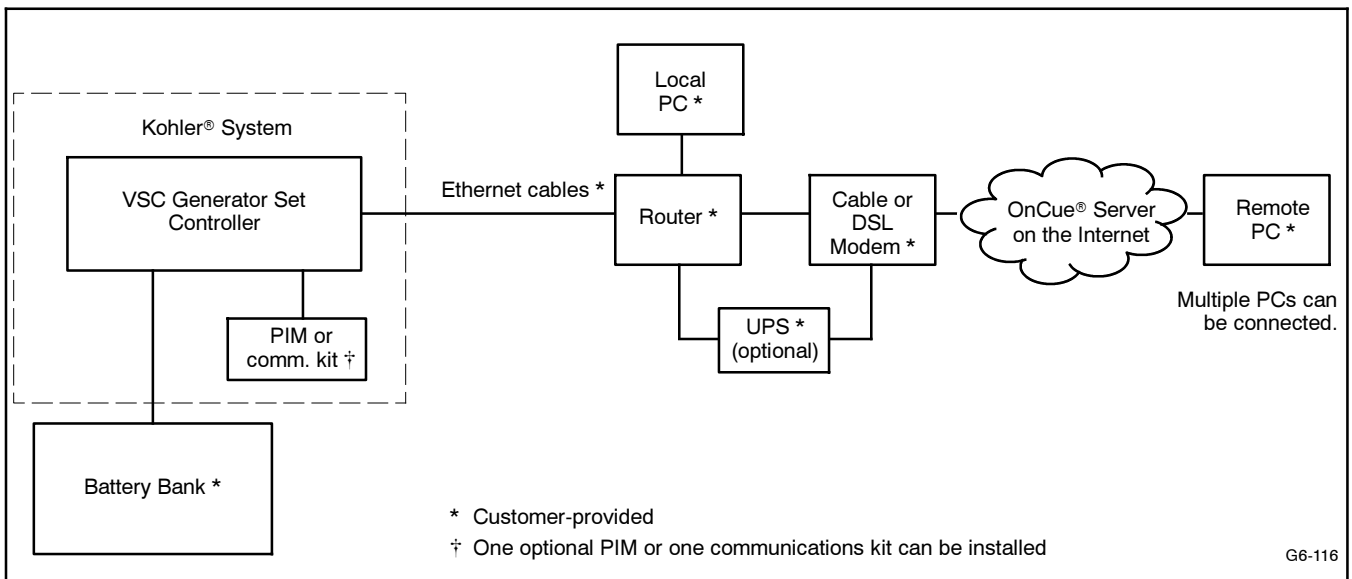 Kohler® System
VSC Generator Set
Controller
PIM or
comm. kit †
Battery Bank *
Ethernet cables *
Local
PC *
Router *
Cable or
DSL
Modem *
UPS *
(optional)
OnCue® Server
on the Internet
Remote
PC *
Multiple PCs can
be connected.
* Customer-provided
† One optional PIM or one communications kit can be installed
G6-116